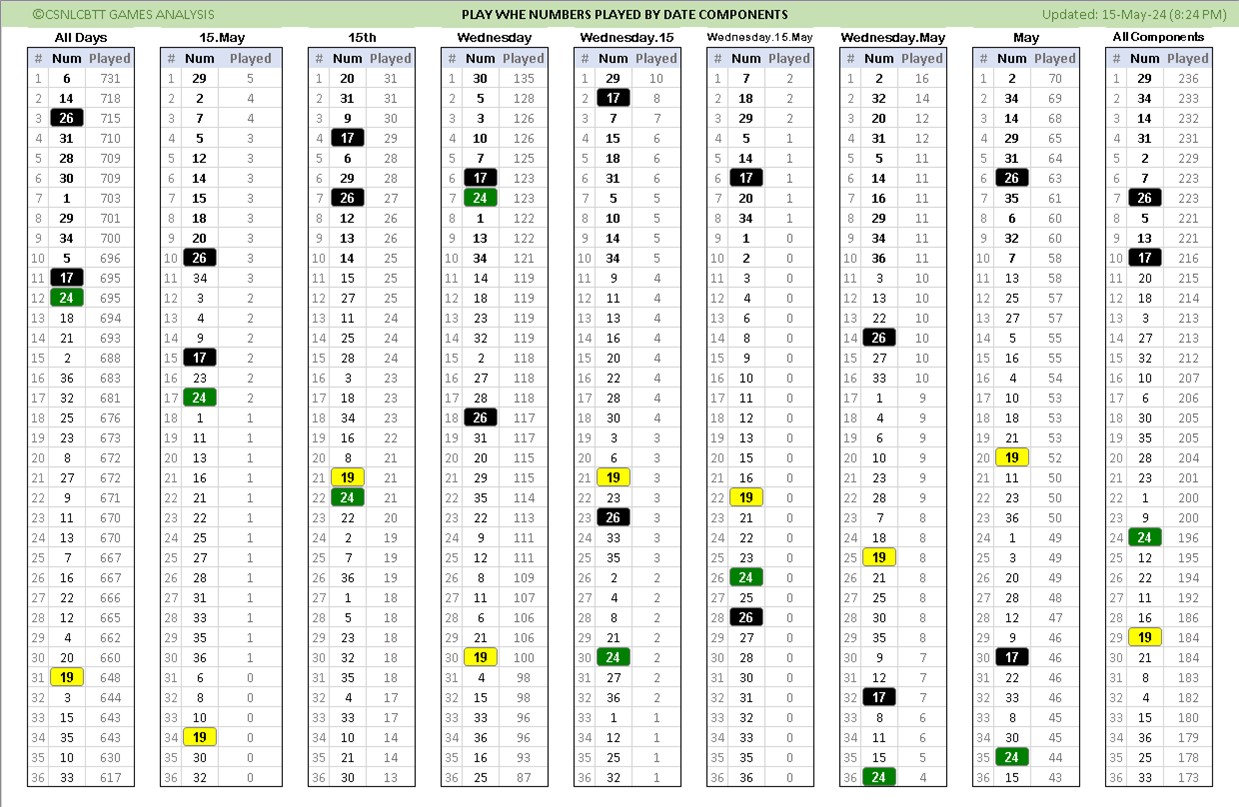 ©CSNLCBTT GAMES ANALYSIS PLAY WHE NUMBERS PLAYED BY DATE COMPONENTS Updated: 15-May-24 (8:24 PM)
All Days 15.May 15th Wednesday Wednesday.15 Wednesday.15.May Wednesday.May May All Components
# Num Played # Num Played # Num Played # Num Played # Num Played # Num Played # Num Played # Num Played # Num Played
1 6 731 1 29 5 1 20 31 1 30 135 1 29 10 1 7 2 1 2 16 1 2 70 1 29 236
2 14 718 2 2 4 2 31 31 2 5 128 2 17 8 2 18 2 2 32 14 2 34 69 2 34 233
3 26 715 3 7 4 3 9 30 3 3 126 3 7 7 3 29 2 3 20 12 3 14 68 3 14 232
4 31 710 4 5 3 4 17 29 4 10 126 4 15 6 4 5 1 4 31 12 4 29 65 4 31 231
5 28 709 5 12 3 5 6 28 5 7 125 5 18 6 5 14 1 5 5 11 5 31 64 5 2 229
6 30 709 6 14 3 6 29 28 6 17 123 6 31 6 6 17 1 6 14 11 6 26 63 6 7 223
7 1 703 7 15 3 7 26 27 7 24 123 7 5 5 7 20 1 7 16 11 7 35 61 7 26 223
8 29 701 8 18 3 8 12 26 8 1 122 8 10 5 8 34 1 8 29 11 8 6 60 8 5 221
9 34 700 9 20 3 9 13 26 9 13 122 9 14 5 9 1 0 9 34 11 9 32 60 9 13 221
10 5 696 10 26 3 10 14 25 10 34 121 10 34 5 10 2 0 10 36 11 10 7 58 10 17 216
11 17 695 11 34 3 11 15 25 11 14 119 11 9 4 11 3 0 11 3 10 11 13 58 11 20 215
12 24 695 12 3 2 12 27 25 12 18 119 12 11 4 12 4 0 12 13 10 12 25 57 12 18 214
13 18 694 13 4 2 13 11 24 13 23 119 13 13 4 13 6 0 13 22 10 13 27 57 13 3 213
14 21 693 14 9 2 14 25 24 14 32 119 14 16 4 14 8 0 14 26 10 14 5 55 14 27 213
15 2 688 15 17 2 15 28 24 15 2 118 15 20 4 15 9 0 15 27 10 15 16 55 15 32 212
16 36 683 16 23 2 16 3 23 16 27 118 16 22 4 16 10 0 16 33 10 16 4 54 16 10 207
17 32 681 17 24 2 17 18 23 17 28 118 17 28 4 17 11 0 17 1 9 17 10 53 17 6 206
18 25 676 18 1 1 18 34 23 18 26 117 18 30 4 18 12 0 18 4 9 18 18 53 18 30 205
19 23 673 19 11 1 19 16 22 19 31 117 19 3 3 19 13 0 19 6 9 19 21 53 19 35 205
20 8 672 20 13 1 20 8 21 20 20 115 20 6 3 20 15 0 20 10 9 20 19 52 20 28 204
21 27 672 21 16 1 21 19 21 21 29 115 21 19 3 21 16 0 21 23 9 21 11 50 21 23 201
22 9 671 22 21 1 22 24 21 22 35 114 22 23 3 22 19 0 22 28 9 22 23 50 22 1 200
23 11 670 23 22 1 23 22 20 23 22 113 23 26 3 23 21 0 23 7 8 23 36 50 23 9 200
24 13 670 24 25 1 24 2 19 24 9 111 24 33 3 24 22 0 24 18 8 24 1 49 24 24 196
25 7 667 25 27 1 25 7 19 25 12 111 25 35 3 25 23 0 25 19 8 25 3 49 25 12 195
26 16 667 26 28 1 26 36 19 26 8 109 26 2 2 26 24 0 26 21 8 26 20 49 26 22 194
27 22 666 27 31 1 27 1 18 27 11 107 27 4 2 27 25 0 27 25 8 27 28 48 27 11 192
28 12 665 28 33 1 28 5 18 28 6 106 28 8 2 28 26 0 28 30 8 28 12 47 28 16 186
29 4 662 29 35 1 29 23 18 29 21 106 29 21 2 29 27 0 29 35 8 29 9 46 29 19 184
30 20 660 30 36 1 30 32 18 30 19 100 30 24 2 30 28 0 30 9 7 30 17 46 30 21 184
31 19 648 31 6 0 31 35 18 31 4 98 31 27 2 31 30 0 31 12 7 31 22 46 31 8 183
32 3 644 32 8 0 32 4 17 32 15 98 32 36 2 32 31 0 32 17 7 32 33 46 32 4 182
33 15 643 33 10 0 33 33 17 33 33 96 33 1 1 33 32 0 33 8 6 33 8 45 33 15 180
34 35 643 34 19 0 34 10 14 34 36 96 34 12 1 34 33 0 34 11 6 34 30 45 34 36 179
35 10 630 35 30 0 35 21 14 35 16 93 35 25 1 35 35 0 35 15 5 35 24 44 35 25 178
36 33 617 36 32 0 36 30 13 36 25 87 36 32 1 36 36 0 36 24 4 36 15 43 36 33 173